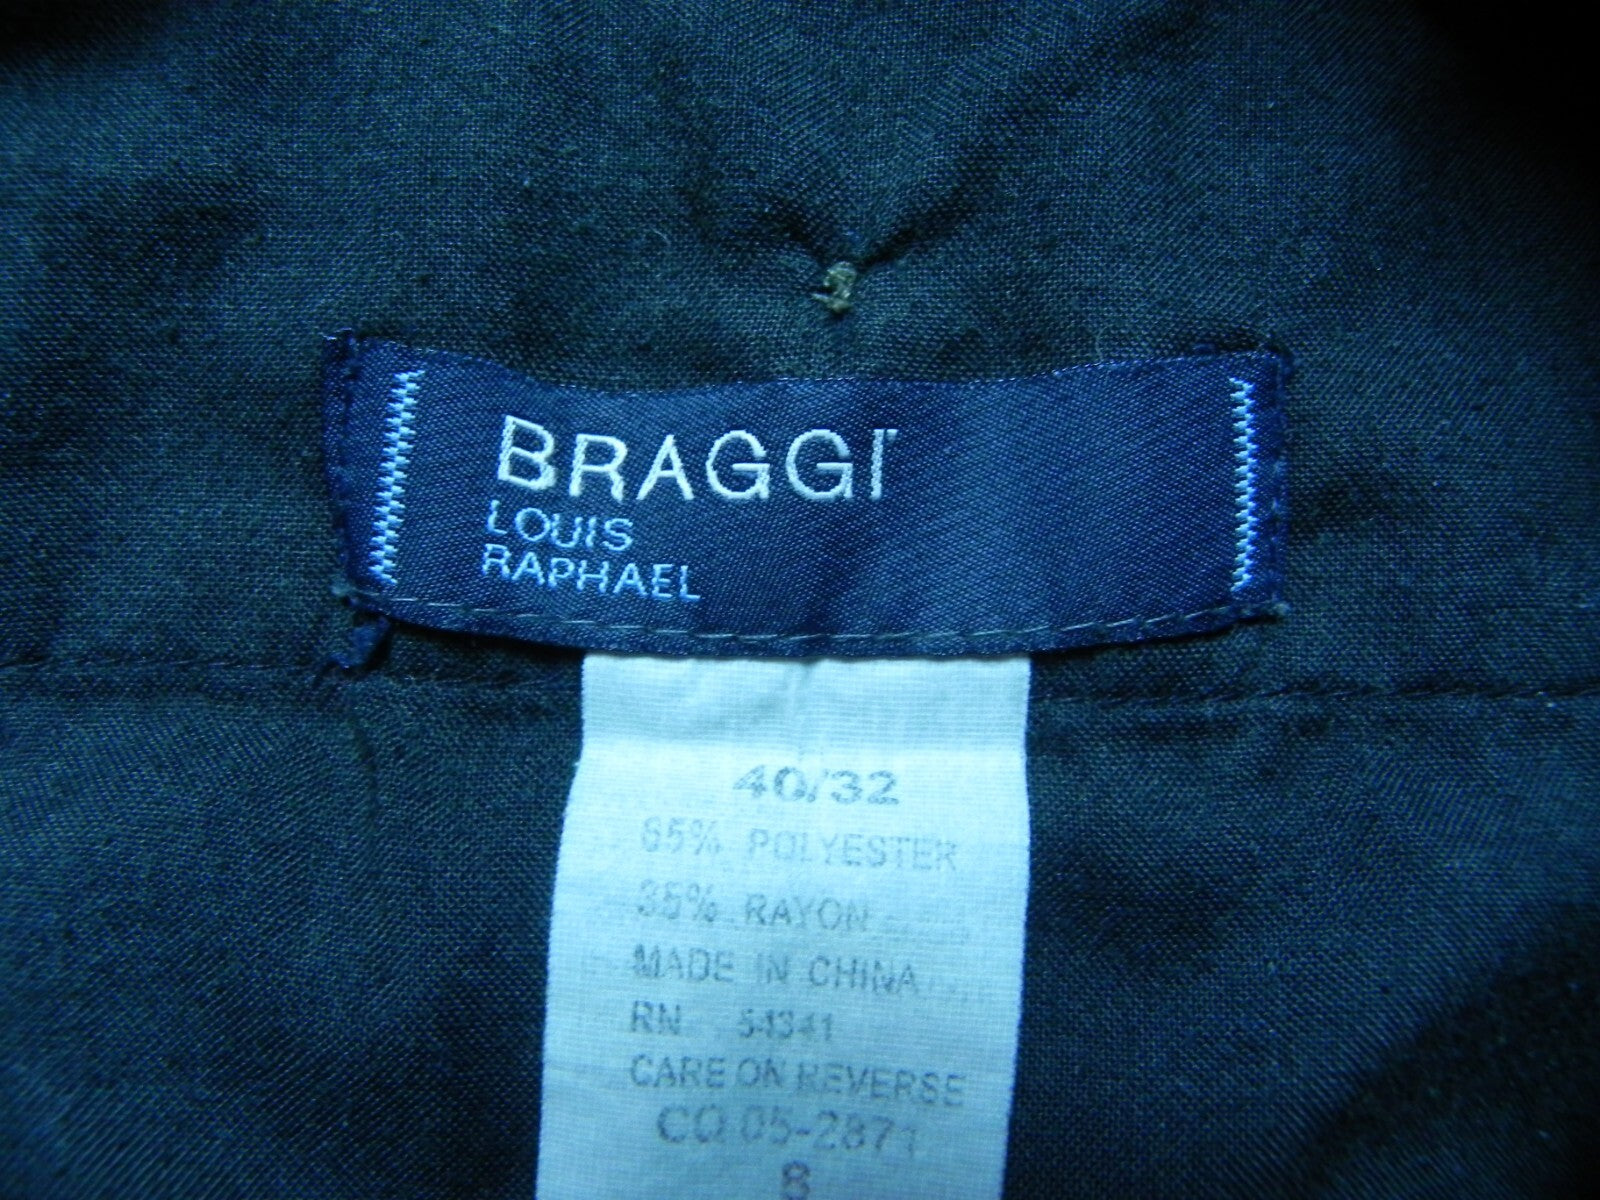 BRAGGI
LOUIS
RAPHAEL
40/32
65% POLYESTER
35% RAYON
MADE IN CHINA
RN 54341
CARE ON REVERSE
CO 05-2871
8